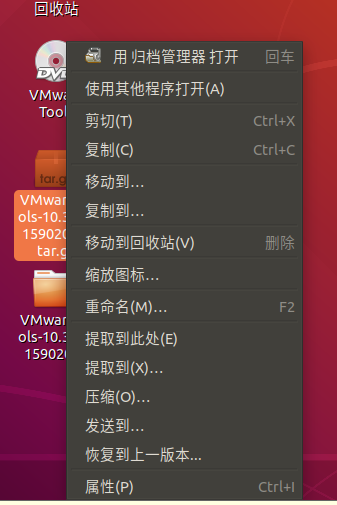 回收站
VMwa
Tool
用 归档管理器 打开 回车
使用其他程序打开(A)
剪切(T) Ctrl+X
复制(C) Ctrl+C
移动到…
复制到…
移动到回收站(V) 删除
缩放图标…
重命名(M)… F2
提取到此处(E)
提取到(X)…
压缩(O)…
发送到…
恢复到上一版本...
属性(P) Ctrl+I
DVD
tar.g
VMwar
ols-10.3
159020
tar.g
VMwar
ols-10.3
159020